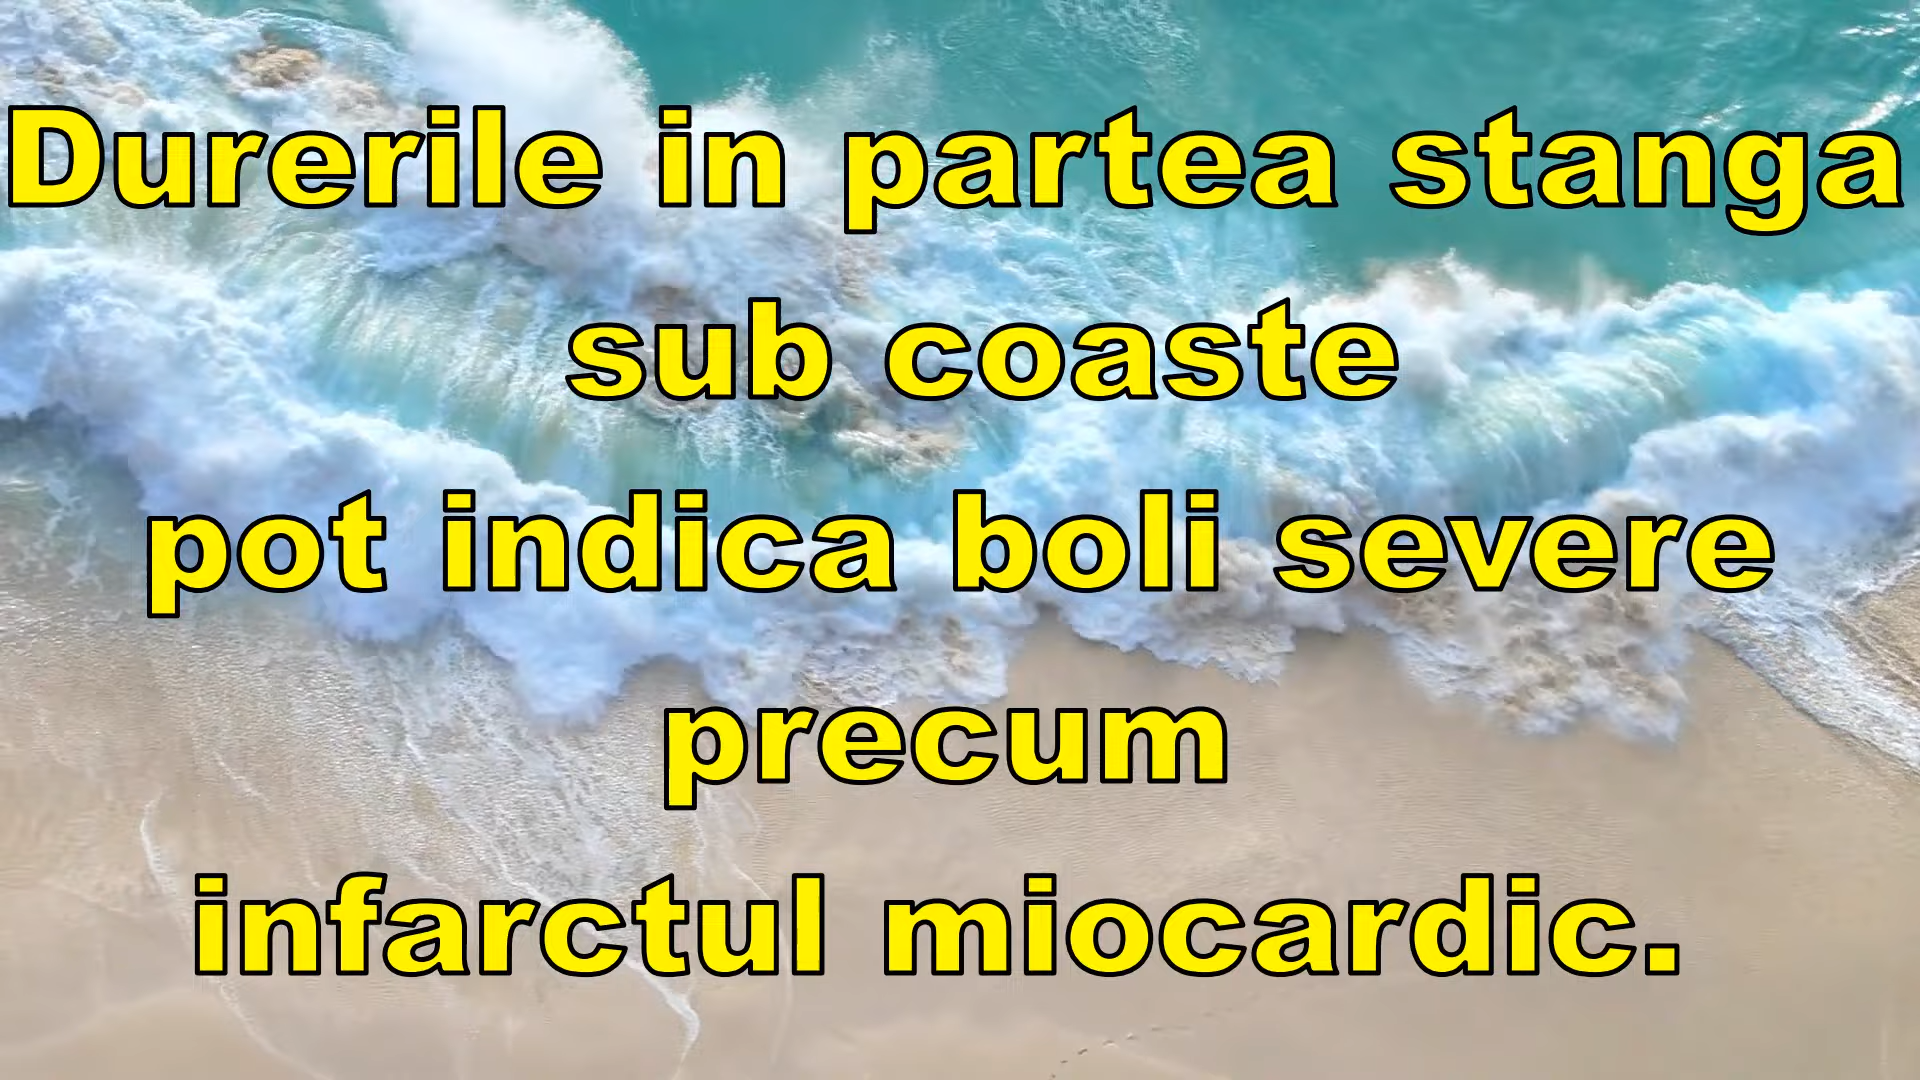 Durerile in partea stanga
sub coaste
pot indica boli severe
precum
infarctul miocardic.